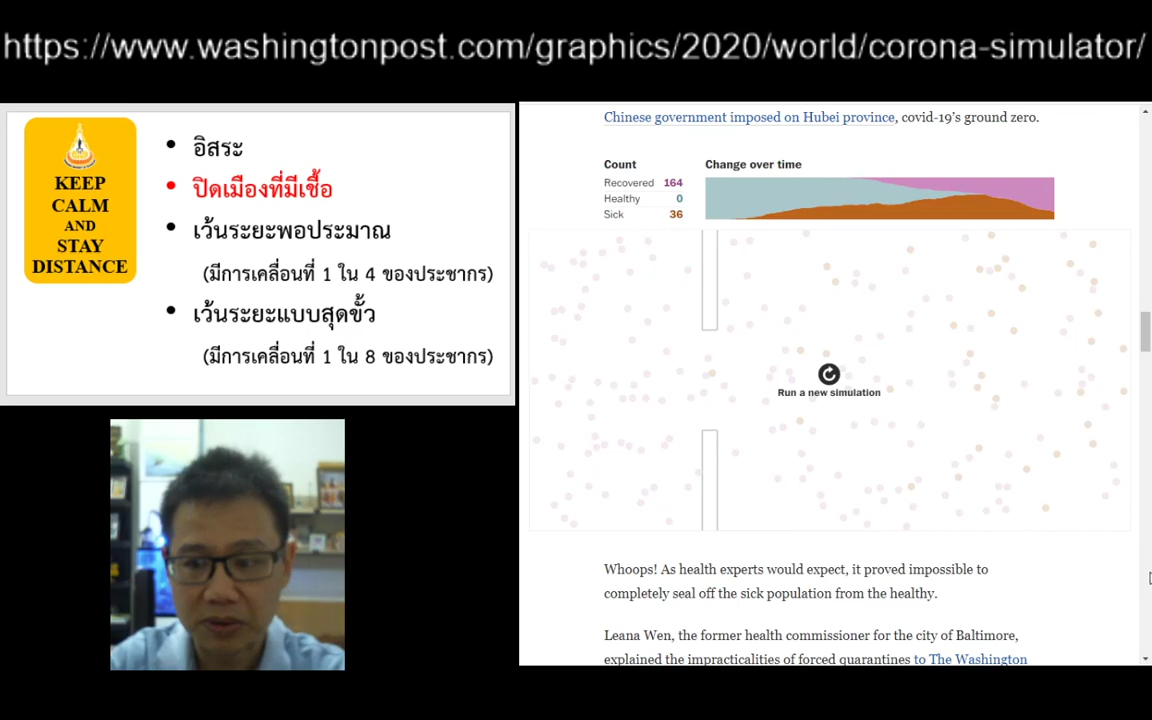 https://www.washingtonpost.com/graphics/2020/world/corona-simulator/
KEEP
CALM
AND
STAY
DISTANCE
• อิสระ
• ปิดเมืองที่มีเชื้อ
• เว้นระยะพอประมาณ
(มีการเคลื่อนที่ 1 ใน 4 ของประชากร)
• เว้นระยะแบบสุดขั้ว
(มีการเคลื่อนที่ 1 ใน 8 ของประชากร)
Chinese government imposed on Hubei province, covid-19’s ground zero.
Count
Recovered 164
Healthy 0
Sick 36
Change over time
Run a new simulation
Whoops! As health experts would expect, it proved impossible to
completely seal off the sick population from the healthy.
Leana Wen, the former health commissioner for the city of Baltimore,
explained the impracticalities of forced quarantines to The Washington